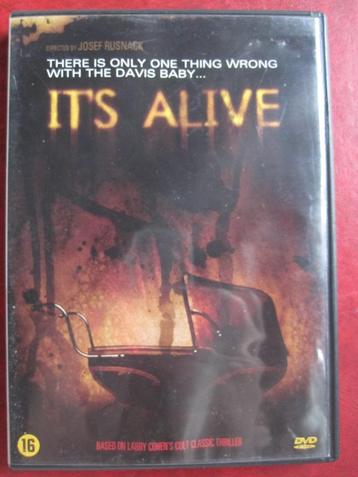 DIRECTED BY JOSEF RUSNACK
THERE IS ONLY ONE THING WRONG
WITH THE DAVIS BABY...
IT'S ALIVE
BASED ON LARRY COHEN'S CULT CLASSIC THRILLER
16
DVD